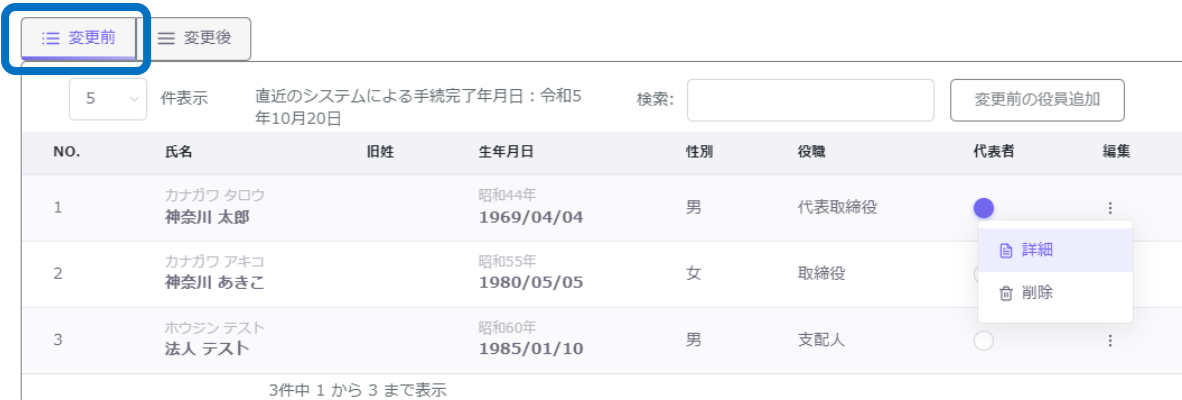 変更前 変更後
5 件表示 直近のシステムによる手続完了年月日：令和5 検索: 変更前の役員追加
年10月20日
NO. 氏名 旧姓 生年月日 性別 役職 代表者 編集
カナガワ タロウ 昭和44年
1 神奈川 太郎 1969/04/04 男 代表取締役
詳細
カナガワ アキコ 昭和55年
2 神奈川 あきこ 1980/05/05 女 取締役
削除
ホウジン テスト 昭和60年
3 法人 テスト 1985/01/10 男 支配人
3件中 1 から 3 まで表示